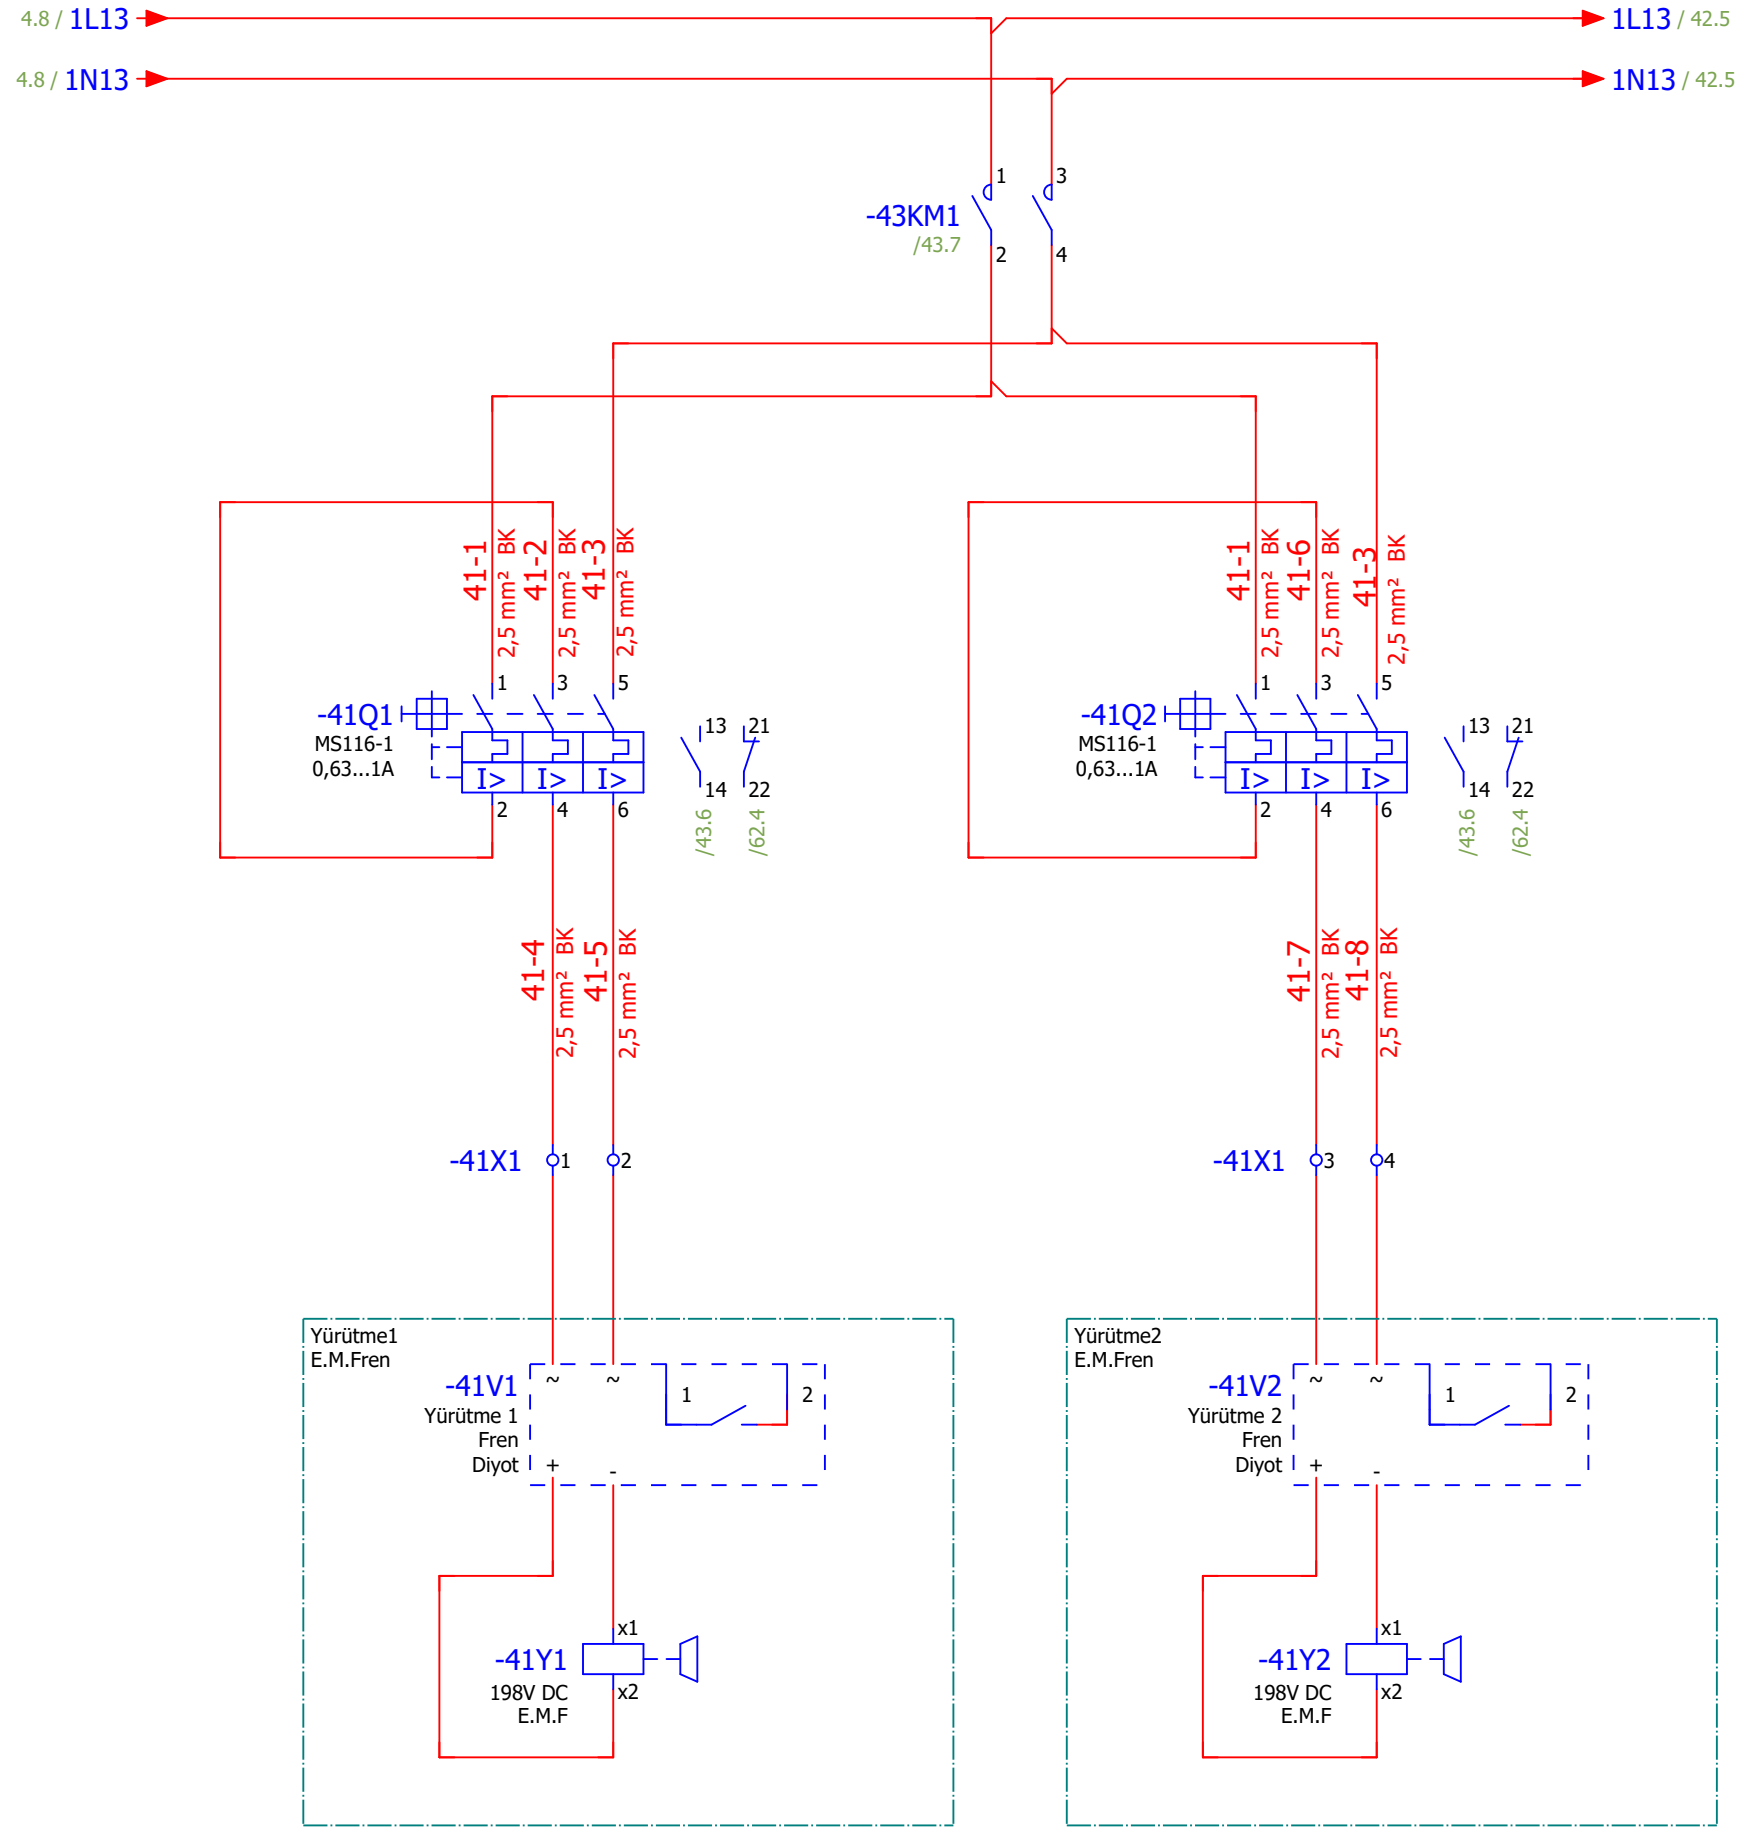 4.8 / 1L13
1L13 / 42.5
4.8 / 1N13
1N13 / 42.5
1
3
-43KM1
/43.7
2
4
41-1
2,5 mm² BK
41-2
2,5 mm² BK
41-3
2,5 mm² BK
41-1
2,5 mm² BK
41-6
2,5 mm² BK
41-3
2,5 mm² BK
-41Q1
MS116-1
0,63...1A
1
3
5
I>
I>
I>
2
4
6
13
21
14
22
/43.6
/62.4
-41Q2
MS116-1
0,63...1A
1
3
5
I>
I>
I>
2
4
6
13
21
14
22
/43.6
/62.4
41-4
2,5 mm² BK
41-5
2,5 mm² BK
41-7
2,5 mm² BK
41-8
2,5 mm² BK
-41X1
1
2
-41X1
3
4
Yürütme1
E.M.Fren
-41V1
Yürütme 1
Fren
Diyot
~
~
1
2
+
-
-41Y1
198V DC
E.M.F
x1
x2
Yürütme2
E.M.Fren
-41V2
Yürütme 2
Fren
Diyot
~
~
1
2
+
-
-41Y2
198V DC
E.M.F
x1
x2